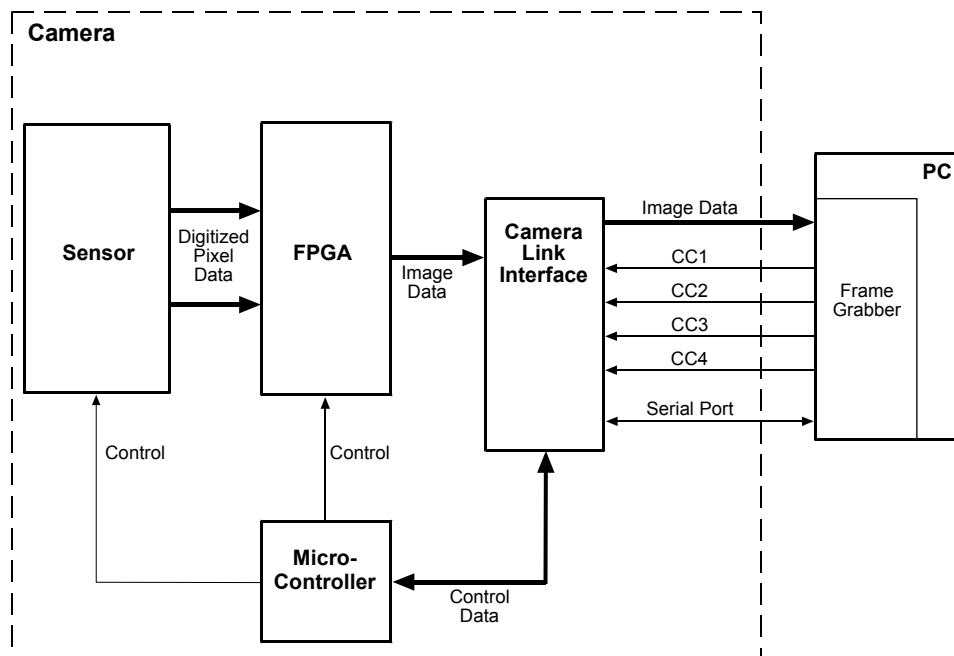 Camera
PC
Sensor
Digitized
Pixel
Data
FPGA
Image
Data
Camera
Link
Interface
Image Data
CC1
CC2
CC3
CC4
Serial Port
Frame
Grabber
Control
Control
Micro-
Controller
Control
Data